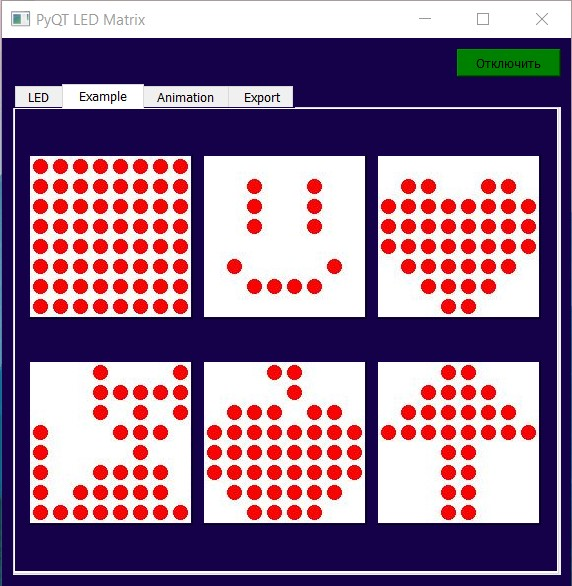 PyQT LED Matrix
Отключить
LED Example Animation Export